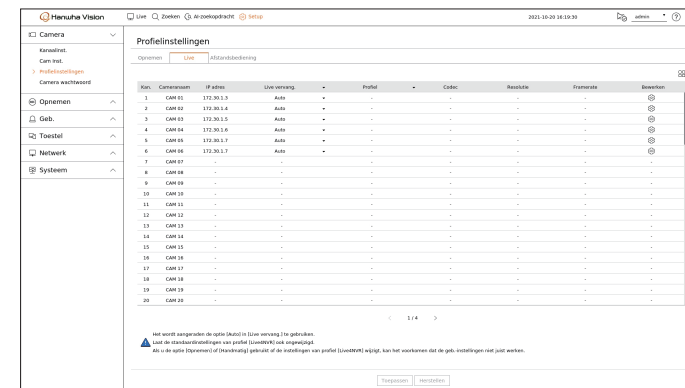 Hanwha Vision
Live Zoeken AI-zoekopdracht Setup 2021-10-20 16:19:30 admin
Camera
Kanaalinst.
Cam Inst.
Profielinstellingen
Camera wachtwoord
Opnemen
Geb.
Toestel
Netwerk
Systeem
Profielinstellingen
Opnemen Live Afstandsbediening
Kan. Cameranaam IP adres Live vervang. Profiel Codec Resolutie Framerate Bewerken
1 CAM 01 172.30.1.3 Auto - - - -
2 CAM 02 172.30.1.4 Auto - - - -
3 CAM 03 172.30.1.5 Auto - - - -
4 CAM 04 172.30.1.6 Auto - - - -
5 CAM 05 172.30.1.7 Auto - - - -
6 CAM 06 172.30.1.7 Auto - - - -
7 CAM 07 - - - - - - -
8 CAM 08 - - - - - - -
9 CAM 09 - - - - - - -
10 CAM 10 - - - - - - -
11 CAM 11 - - - - - - -
12 CAM 12 - - - - - - -
13 CAM 13 - - - - - - -
14 CAM 14 - - - - - - -
15 CAM 15 - - - - - - -
16 CAM 16 - - - - - - -
17 CAM 17 - - - - - - -
18 CAM 18 - - - - - - -
19 CAM 19 - - - - - - -
20 CAM 20 - - - - - - -
< 1 / 4 >
Het wordt aangeraden de optie [Auto] in [Live vervang.] te gebruiken.
Laat de standaardinstellingen van profiel [Live4NVR] ook ongewijzigd.
Als u de optie [Opnemen] of [Handmatig] gebruikt of de instellingen van profiel [Live4NVR] wijzigt, kan het voorkomen dat de geb.-instellingen niet juist werken.
Toepassen Herstellen